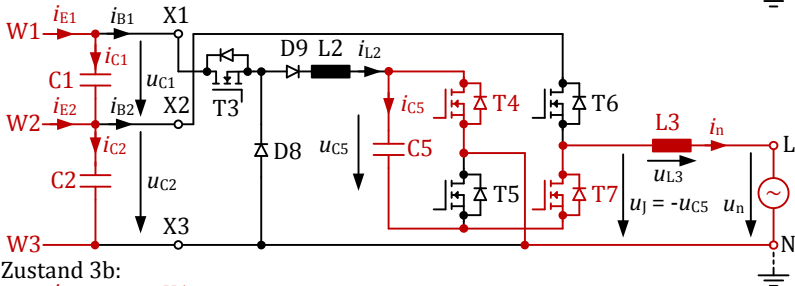 W1 iE1 iB1 X1
iC1 D9 L2 iL2
C1 uC1 T3 T4 T6
W2 iE2 iB2 X2 iC5 L3 in L
iC2 D8 uC5 C5
C2 uC2 T5 T7 uL3
uJ = -uC5 un
W3 X3 N
Zustand 3b: